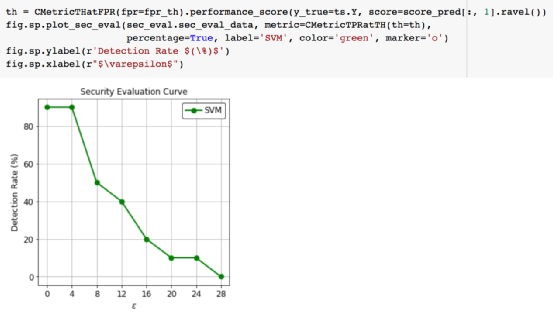 th = CMetricTHatFPR(fpr=fpr_th).performance_score(y_true=ts.Y, score=score_pred[:, 1].ravel())
fig.sp.plot_sec_eval(sec_eval.sec_eval_data, metric=CMetricTPRatTH(th=th),
percentage=True, label='SVM', color='green', marker='o')
fig.sp.ylabel(r'Detection Rate $(\%)$')
fig.sp.xlabel(r"$\varepsilon$")
Security Evaluation Curve
SVM
Detection Rate (%)
80
60
40
20
0
0 4 8 12 16 20 24 28
ε